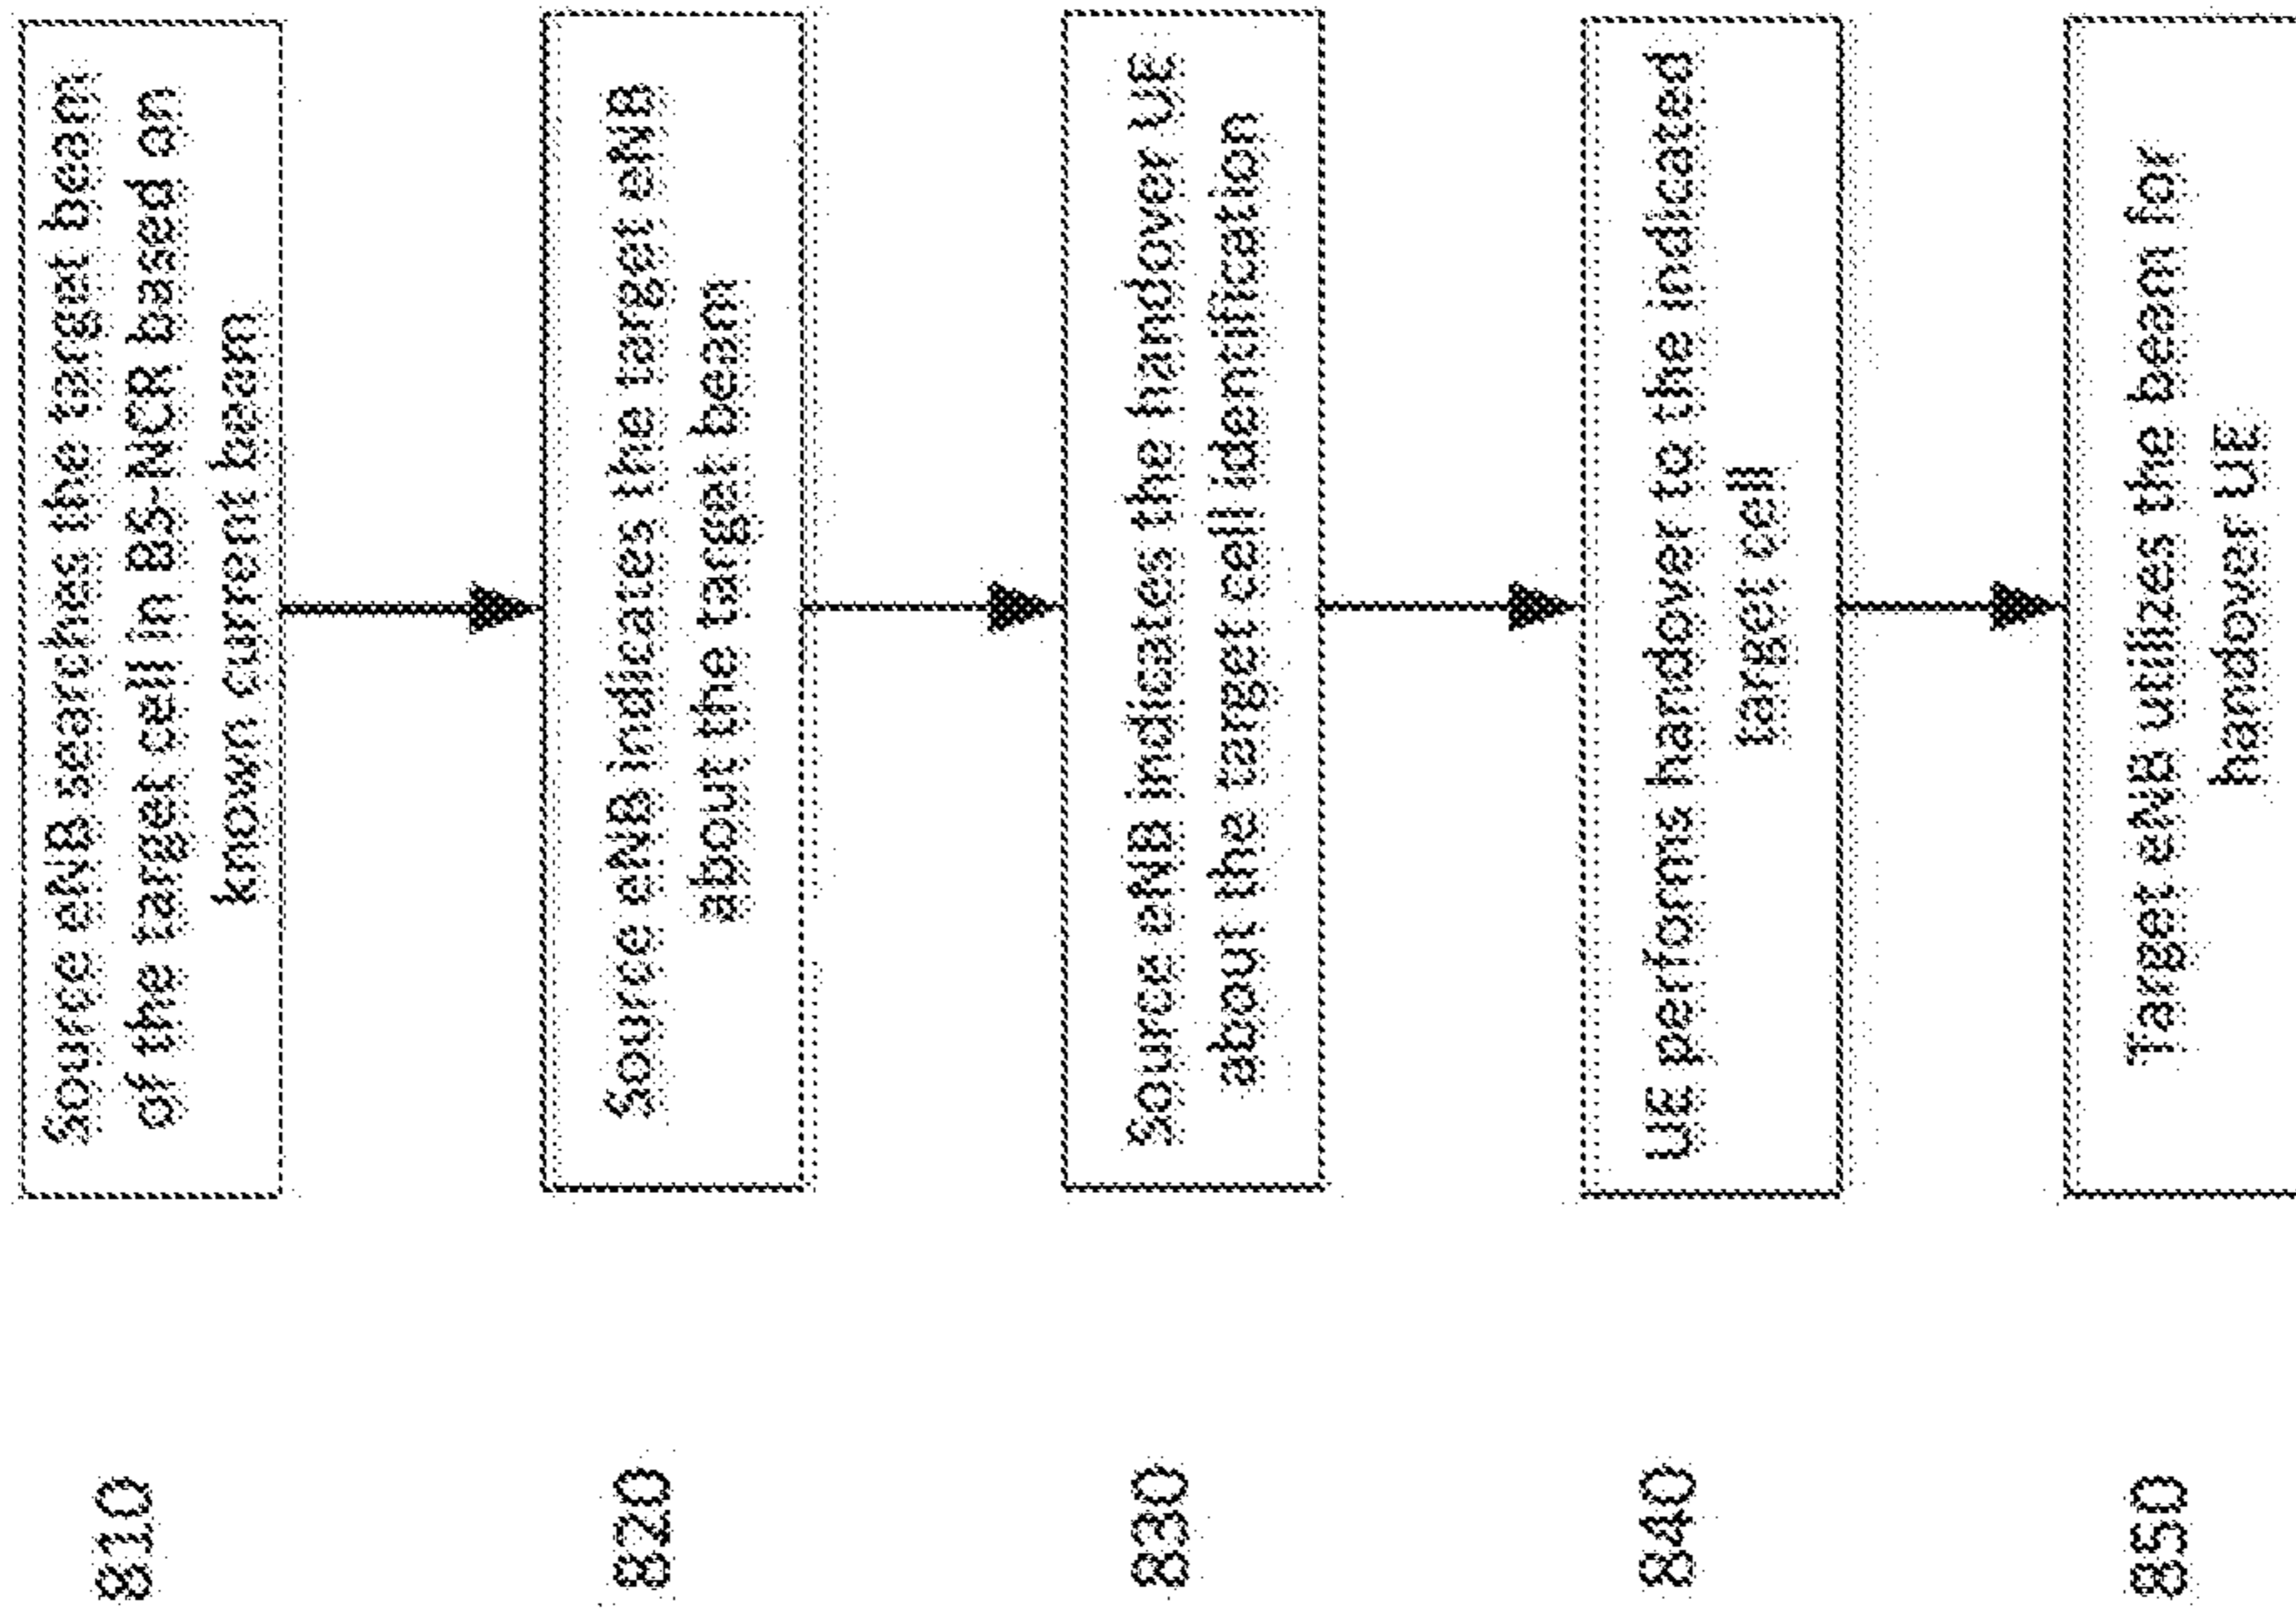 810
Source eNB searches the target beam
of the target cell in BS-NCR based on
known current beam
820
Source eNB indicates the target eNB
about the target beam
830
Source eNB indicates the handover UE
about the target cell identification
840
UE performs handover to the indicated
target cell
850
Target eNB utilizes the beam for
handover UE